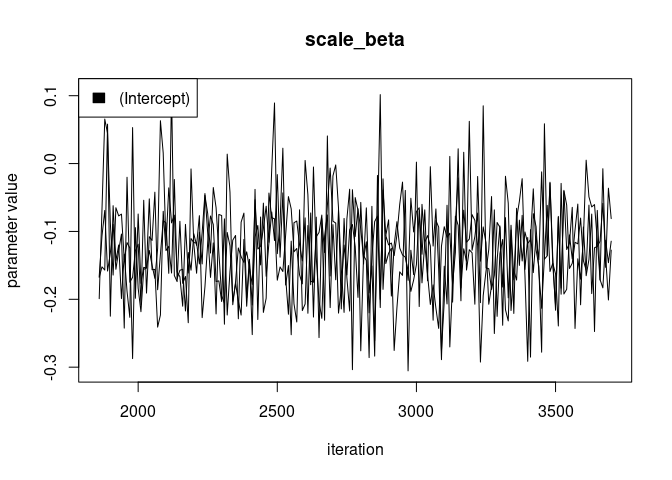 scale_beta
(Intercept)
0.1
0.0
-0.1
-0.2
-0.3
parameter value
2000 2500 3000 3500
iteration